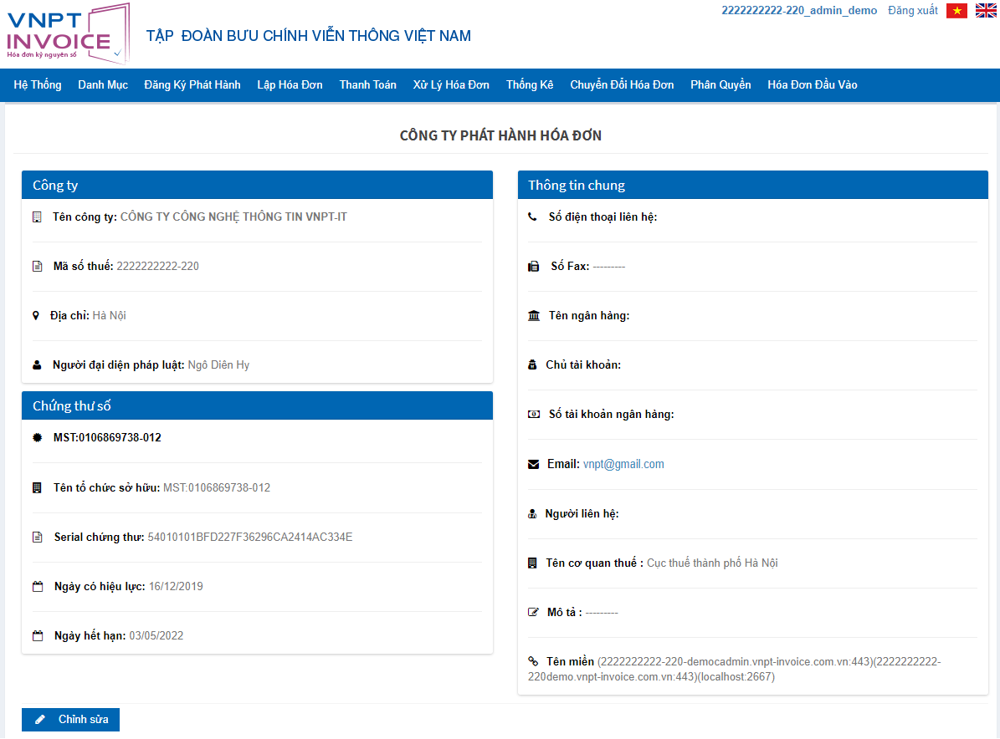 VNPT
INVOICE
Hóa đơn kỷ nguyên số
TẬP ĐOÀN BƯU CHÍNH VIỄN THÔNG VIỆT NAM
2222222222-220_admin_demo Đăng xuất
Hệ Thống Danh Mục Đăng Ký Phát Hành Lập Hóa Đơn Thanh Toán Xử Lý Hóa Đơn Thống Kê Chuyển Đổi Hóa Đơn Phân Quyền Hóa Đơn Đầu Vào
CÔNG TY PHÁT HÀNH HÓA ĐƠN
Công ty
Tên công ty: CÔNG TY CÔNG NGHỆ THÔNG TIN VNPT-IT
Mã số thuế: 2222222222-220
Địa chỉ: Hà Nội
Người đại diện pháp luật: Ngô Diên Hy
Chứng thư số
MST:0106869738-012
Tên tổ chức sở hữu: MST:0106869738-012
Serial chứng thư: 54010101BFD227F36296CA2414AC334E
Ngày có hiệu lực: 16/12/2019
Ngày hết hạn: 03/05/2022
Thông tin chung
Số điện thoại liên hệ:
Số Fax: ---------
Tên ngân hàng:
Chủ tài khoản:
Số tài khoản ngân hàng:
Email: vnpt@gmail.com
Người liên hệ:
Tên cơ quan thuế : Cục thuế thành phố Hà Nội
Mô tả : ---------
Tên miền (2222222222-220-democadmin.vnpt-invoice.com.vn:443)(2222222222-
220demo.vnpt-invoice.com.vn:443)(localhost:2667)
Chỉnh sửa